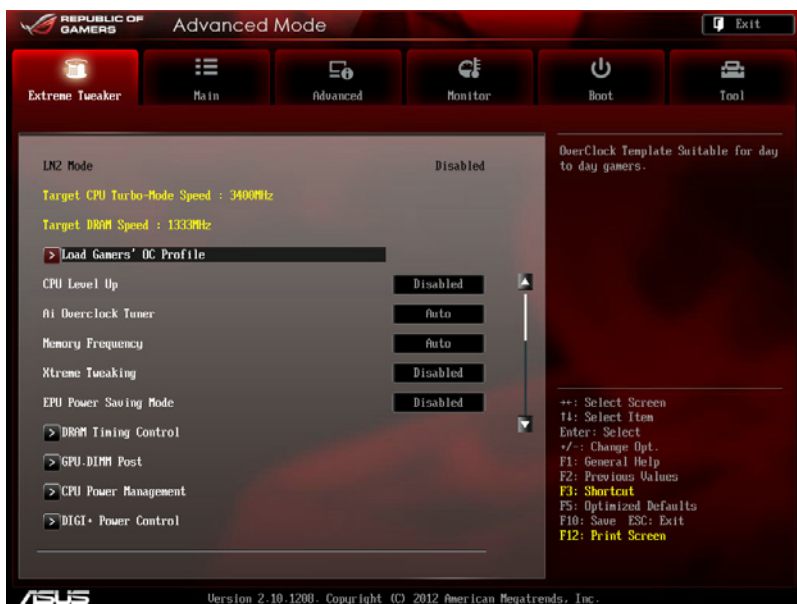 REPUBLIC OF
GAMERS
Advanced Mode
Exit
Extreme Tweaker
Main
Advanced
Monitor
Boot
Tool
LN2 Mode Disabled
Target CPU Turbo-Mode Speed : 3400MHz
Target DRAM Speed : 1333MHz
> Load Gamers' OC Profile
CPU Level Up Disabled
Ai Overclock Tuner Auto
Memory Frequency Auto
Xtreme Tweaking Disabled
EPU Power Saving Mode Disabled
> DRAM Timing Control
> GPU.DIMM Post
> CPU Power Management
> DIGI+ Power Control
OverClock Template Suitable for day
to day gamers.
→←: Select Screen
↑↓: Select Item
Enter: Select
+/-: Change Opt.
F1: General Help
F2: Previous Values
F3: Shortcut
F5: Optimized Defaults
F10: Save ESC: Exit
F12: Print Screen
ASUS
Version 2.10.1208. Copyright (C) 2012 American Megatrends, Inc.